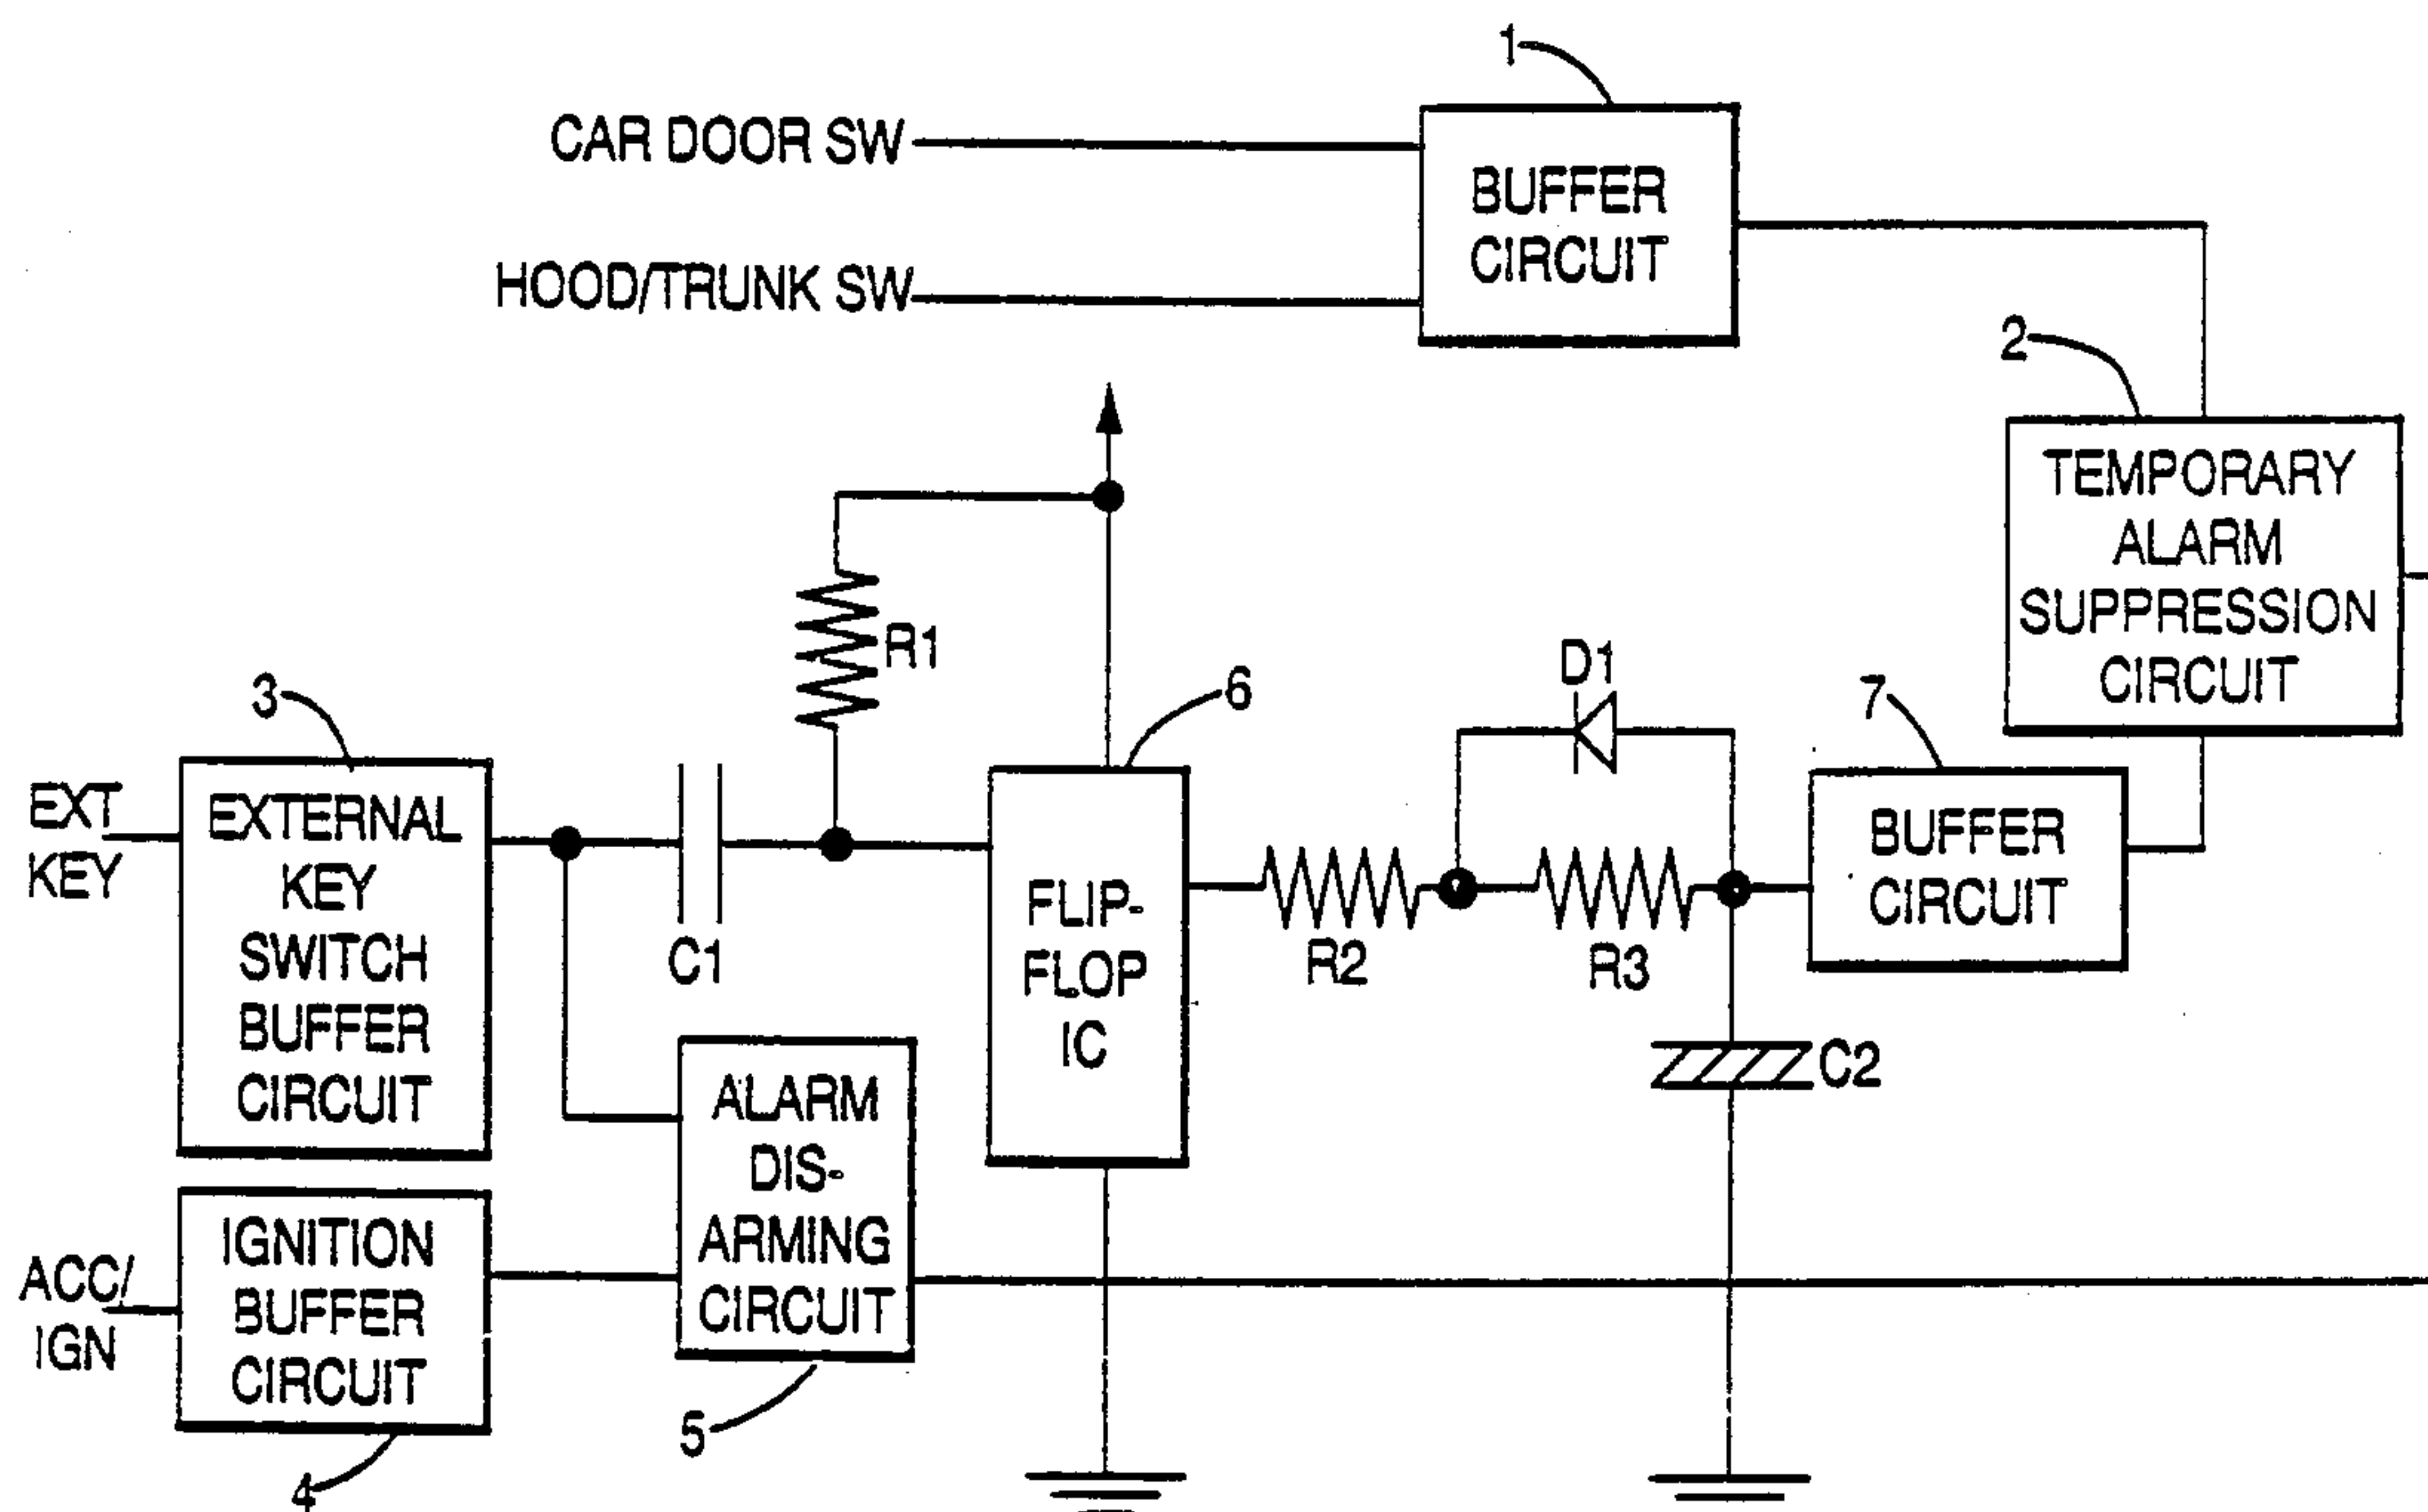 1
CAR DOOR SW
BUFFER
CIRCUIT
HOOD/TRUNK SW
2
TEMPORARY
ALARM
SUPPRESSION
CIRCUIT
R1
D1
3
6
7
EXT
KEY
EXTERNAL
KEY
SWITCH
BUFFER
CIRCUIT
C1
FLIP-
FLOP
IC
R2
R3
BUFFER
CIRCUIT
C2
ALARM
DIS-
ARMING
CIRCUIT
ACC/
IGN
IGNITION
BUFFER
CIRCUIT
5
4